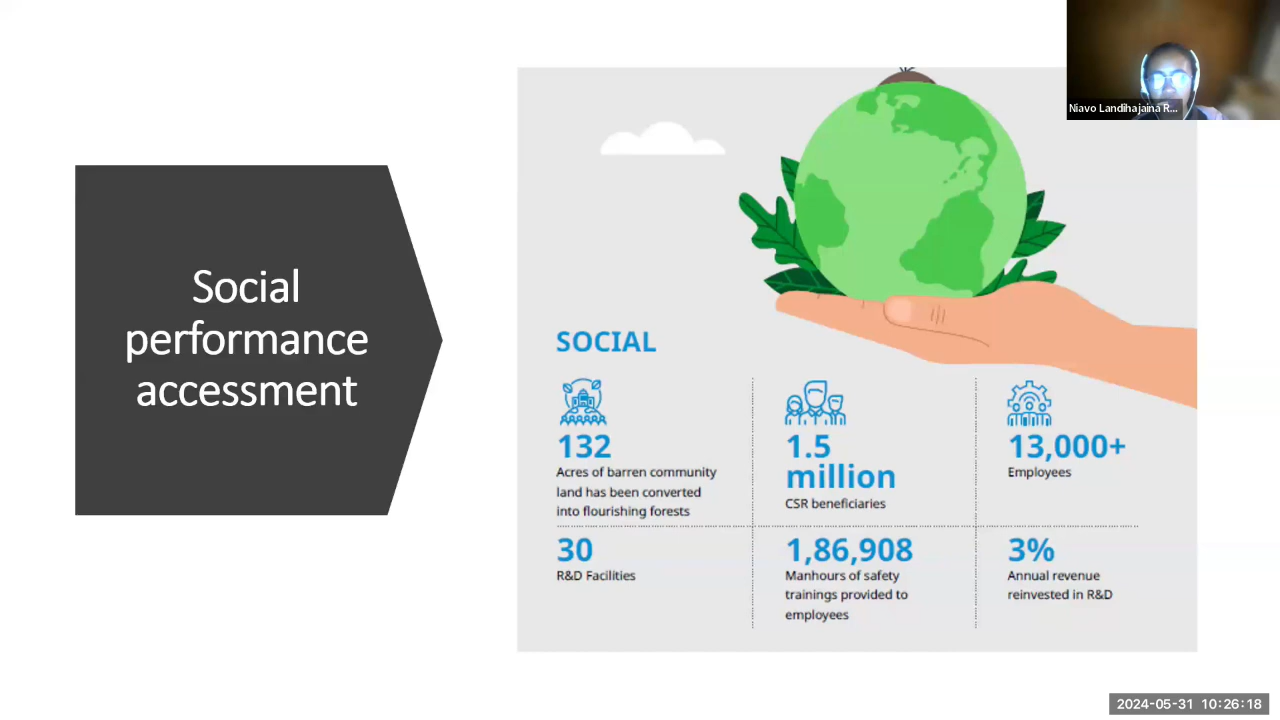 Niavo Landihajaina R...
Social
performance
accessment
SOCIAL
132
Acres of barren community
land has been converted
into flourishing forests
1.5
million
CSR beneficiaries
13,000+
Employees
30
R&D Facilities
1,86,908
Manhours of safety
trainings provided to
employees
3%
Annual revenue
reinvested in R&D
2024-05-31 10:26:18